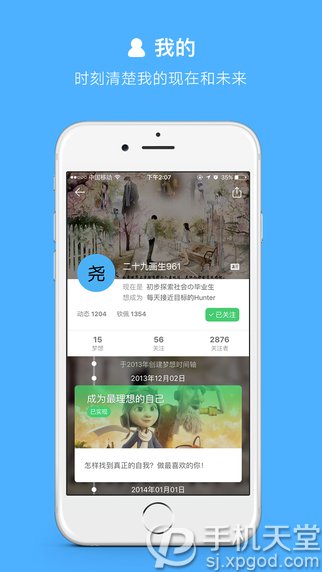 我的
时刻清楚我的现在和未来
中国移动 下午2:07 35%
尧 二十九画生961
现在是 初步探索社会の毕业生
想成为 每天接近目标的Hunter
动态 1204 钦佩 1354 已关注
15 56 2876
梦想 关注 关注者
于2013年创建梦想时间轴
2013年12月02日
成为最理想的自己
已实现
怎样找到真正的自我？做最喜欢的你！
2014年01月01日
手机天堂
sj.xpgod.com